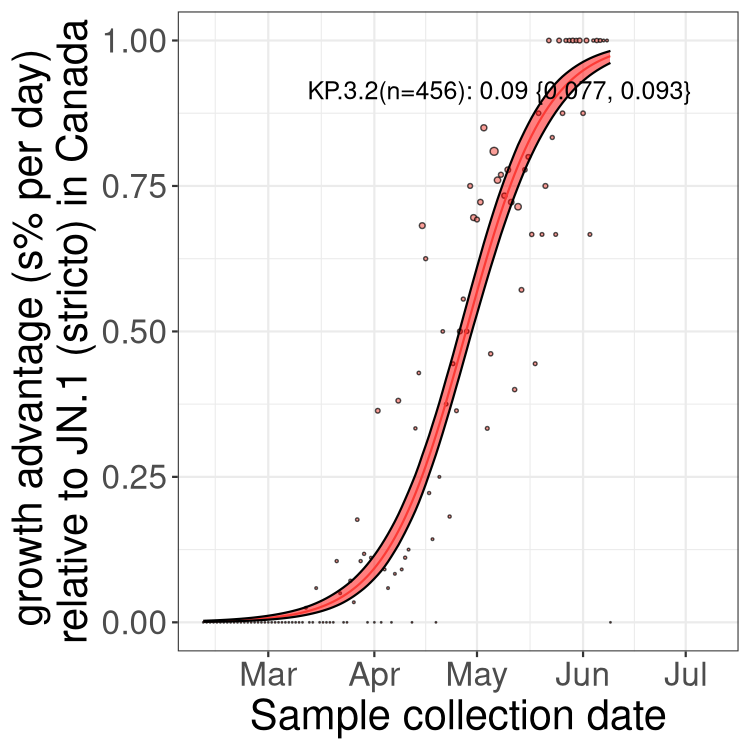 growth advantage (s% per day)
relative to JN.1 (stricto) in Canada
1.00
0.75
0.50
0.25
0.00
KP.3.2(n=456): 0.09 {0.077, 0.093}
Mar Apr May Jun Jul
Sample collection date